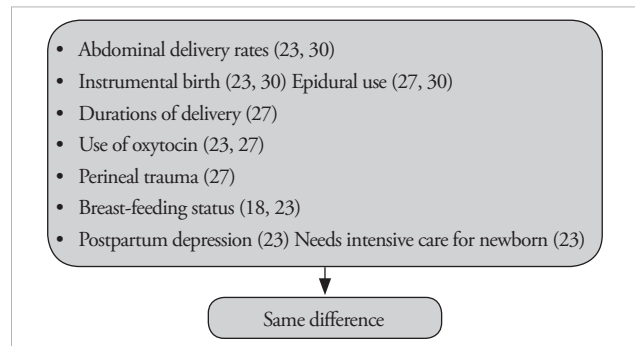 • Abdominal delivery rates (23, 30)
• Instrumental birth (23, 30) Epidural use (27, 30)
• Durations of delivery (27)
• Use of oxytocin (23, 27)
• Perineal trauma (27)
• Breast-feeding status (18, 23)
• Postpartum depression (23) Needs intensive care for newborn (23)
Same difference